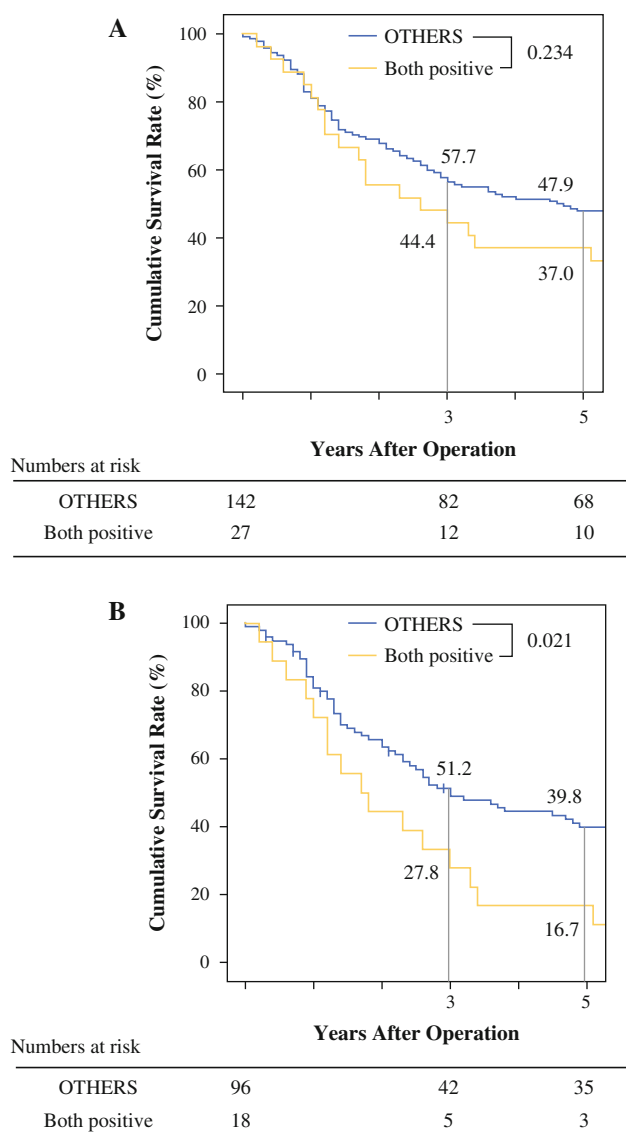 A
OTHERS
Both positive
0.234
Cumulative Survival Rate (%)
100
80
60
40
20
0
57.7
47.9
44.4
37.0
3
5
Years After Operation
Numbers at risk
OTHERS 142 82 68
Both positive 27 12 10
B
OTHERS
Both positive
0.021
Cumulative Survival Rate (%)
100
80
60
40
20
0
51.2
39.8
27.8
16.7
3
5
Years After Operation
Numbers at risk
OTHERS 96 42 35
Both positive 18 5 3